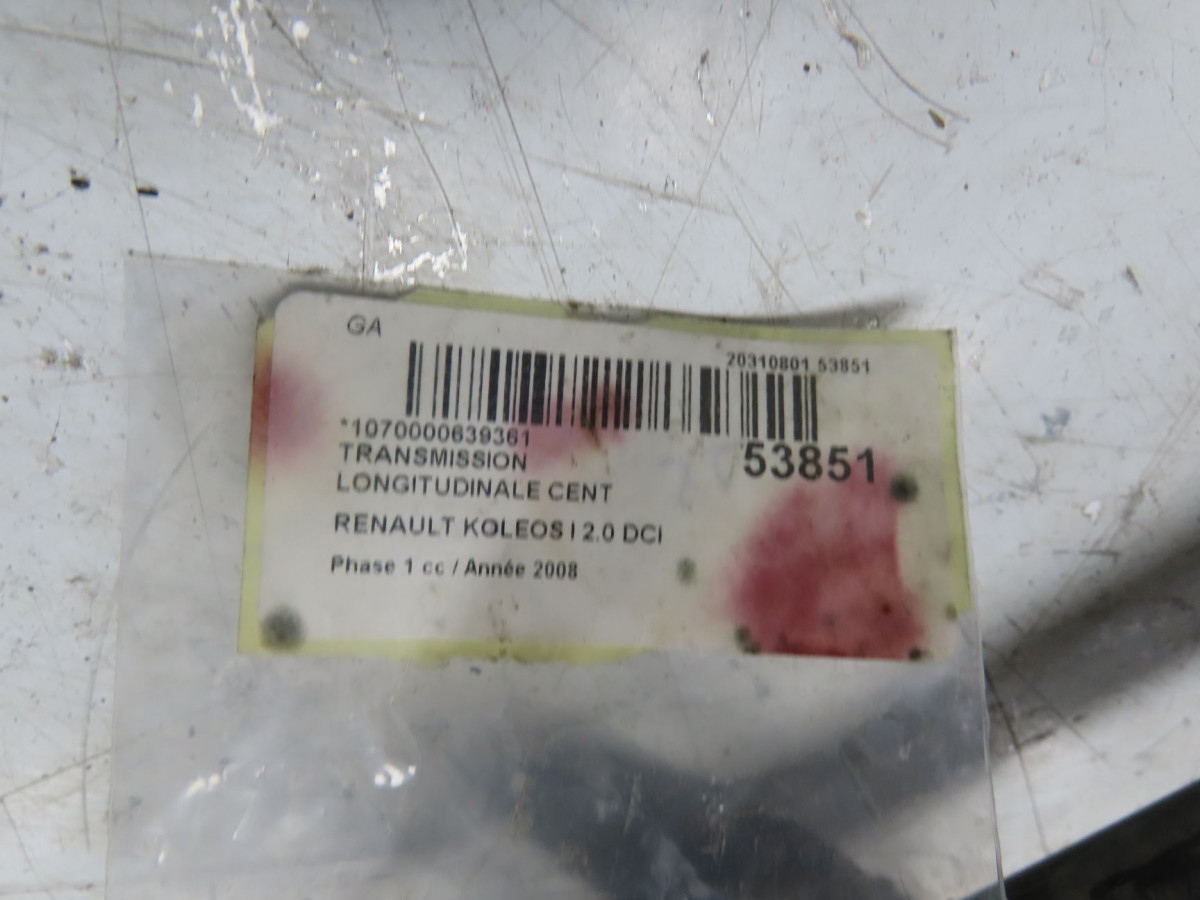 GA
20310801 53851
*1070000639361
53851
TRANSMISSION
LONGITUDINALE CENT
RENAULT KOLEOS I 2.0 DCI
Phase 1 cc / Année 2008